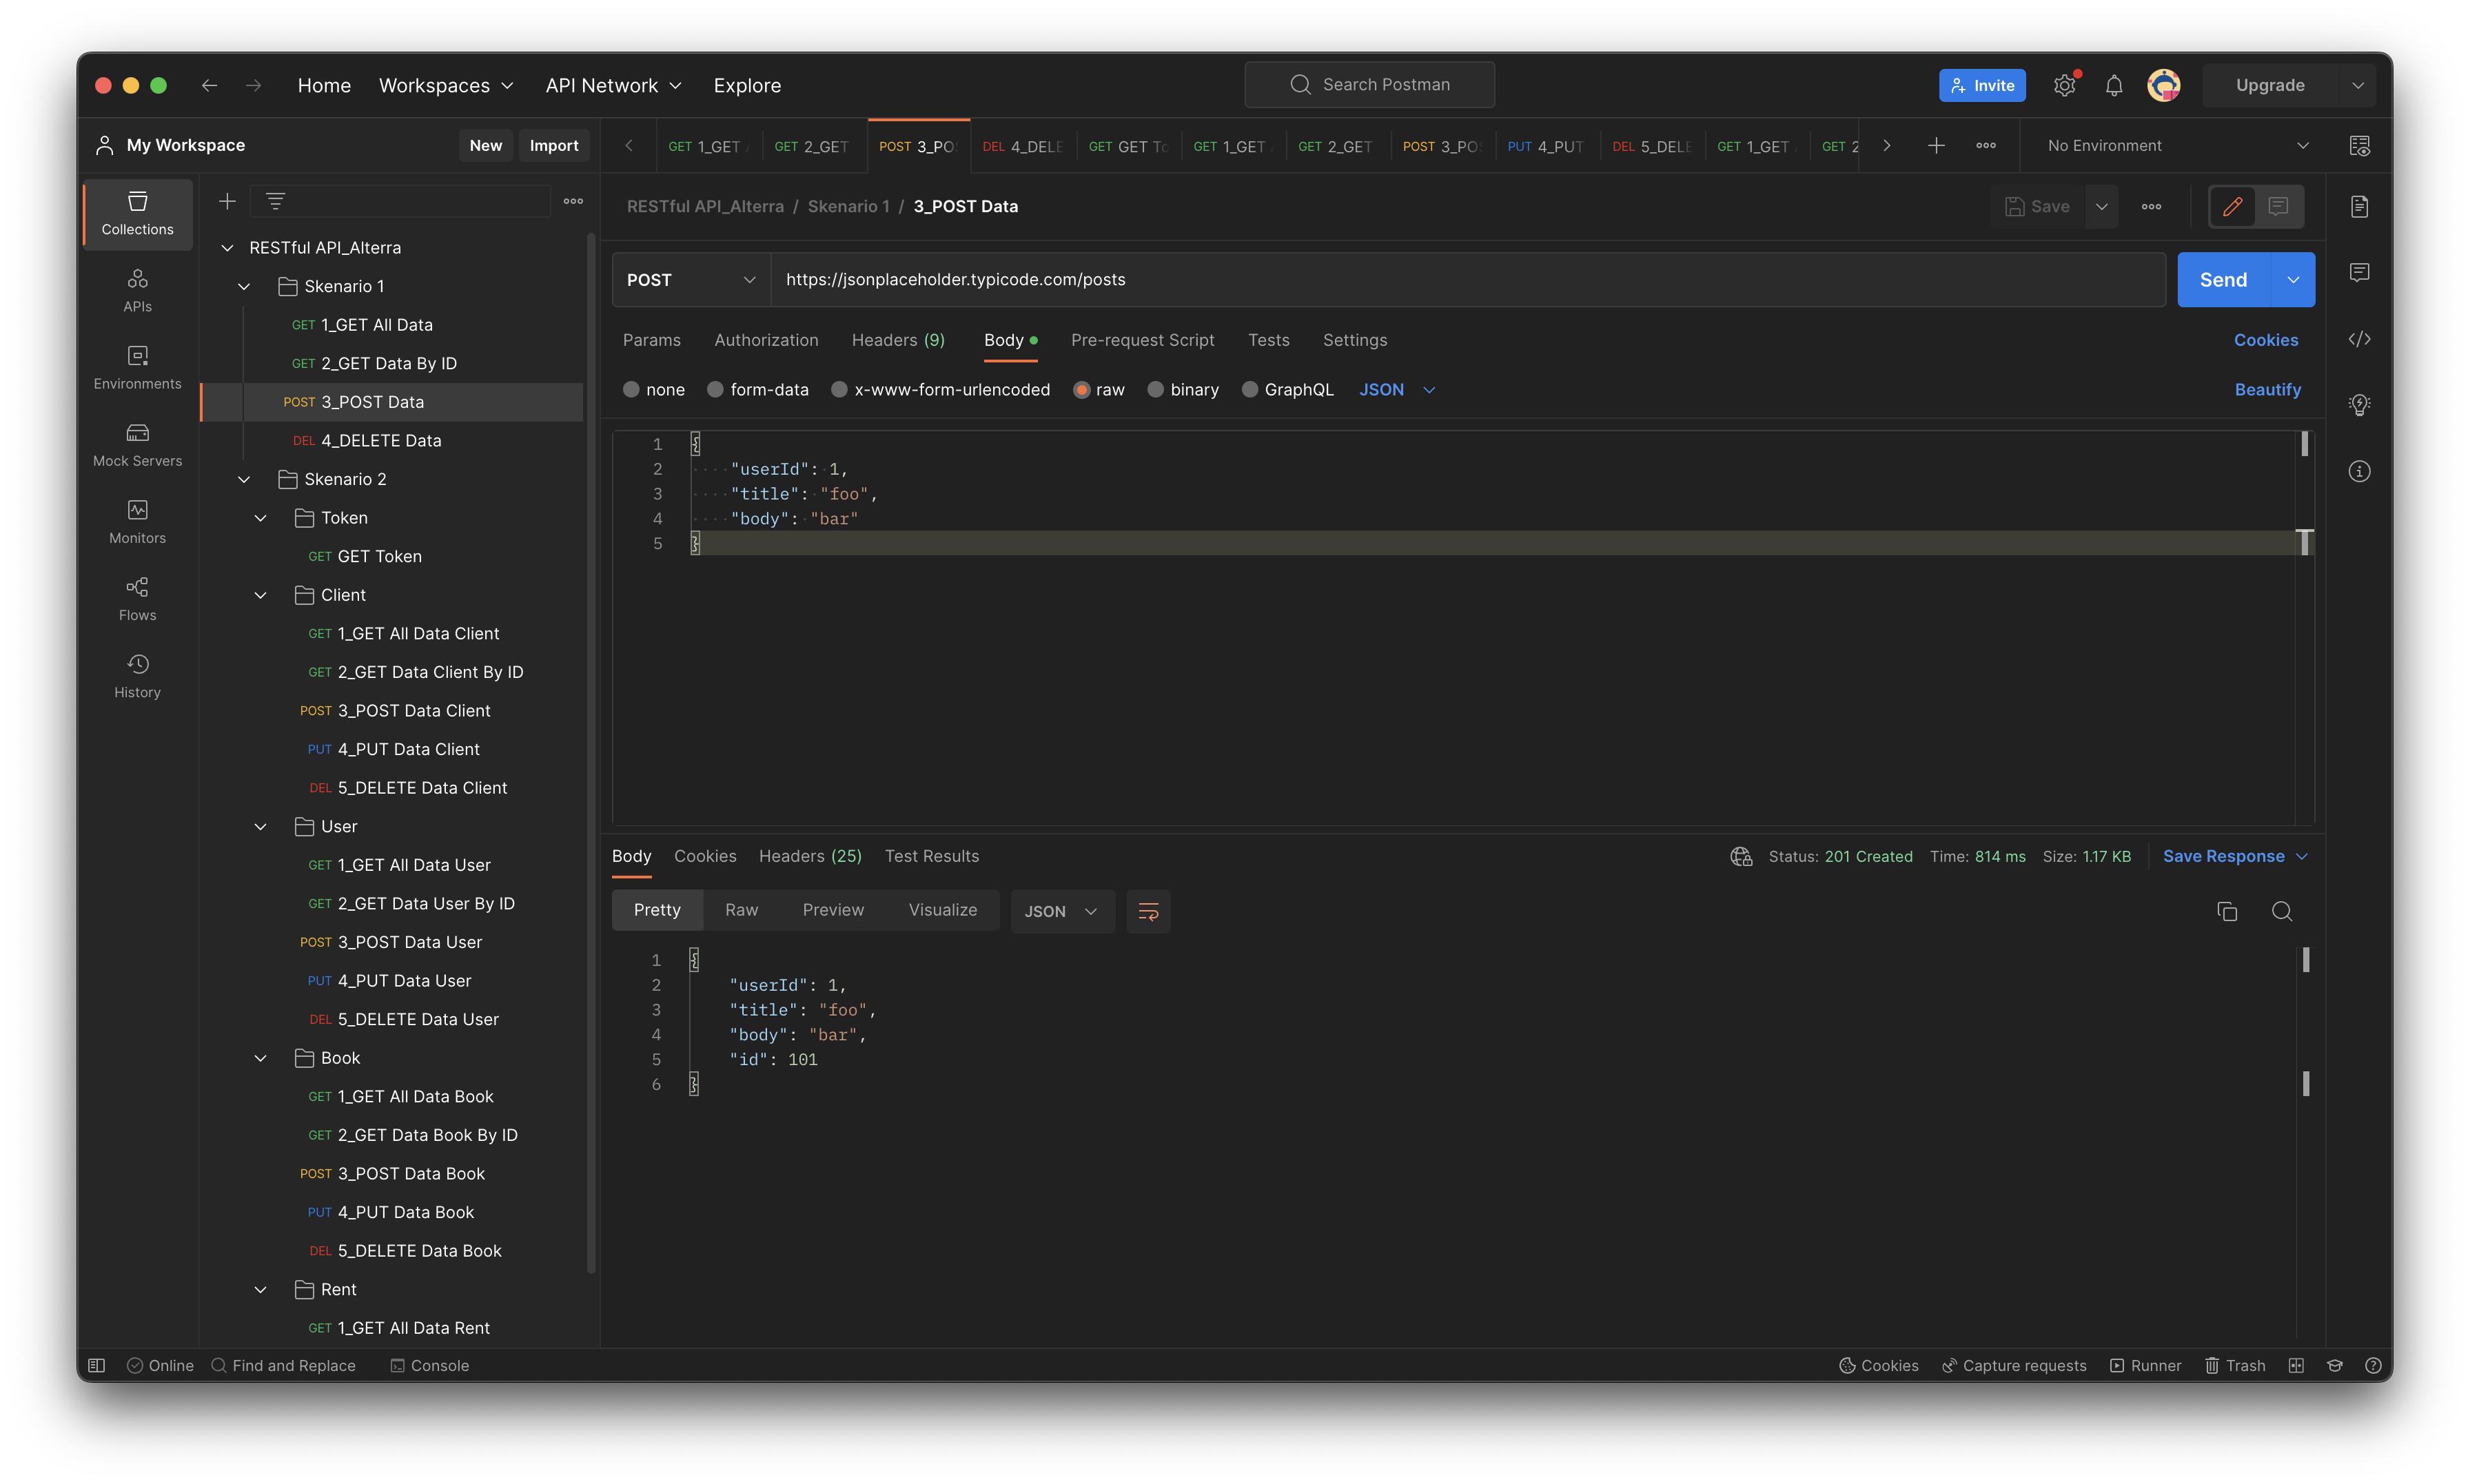 Home Workspaces API Network Explore Search Postman Invite Upgrade
My Workspace New Import
GET 1_GET GET 2_GET POST 3_PO DEL 4_DELE GET GET To GET 1_GET GET 2_GET POST 3_PO PUT 4_PUT DEL 5_DELE GET 1_GET GET 2 No Environment
Collections
APIs
Environments
Mock Servers
Monitors
Flows
History
RESTful API_Alterra
Skenario 1
GET 1_GET All Data
GET 2_GET Data By ID
POST 3_POST Data
DEL 4_DELETE Data
Skenario 2
Token
GET GET Token
Client
GET 1_GET All Data Client
GET 2_GET Data Client By ID
POST 3_POST Data Client
PUT 4_PUT Data Client
DEL 5_DELETE Data Client
User
GET 1_GET All Data User
GET 2_GET Data User By ID
POST 3_POST Data User
PUT 4_PUT Data User
DEL 5_DELETE Data User
Book
GET 1_GET All Data Book
GET 2_GET Data Book By ID
POST 3_POST Data Book
PUT 4_PUT Data Book
DEL 5_DELETE Data Book
Rent
GET 1_GET All Data Rent
RESTful API_Alterra / Skenario 1 / 3_POST Data Save
POST https://jsonplaceholder.typicode.com/posts Send
Params Authorization Headers (9) Body Pre-request Script Tests Settings Cookies
none form-data x-www-form-urlencoded raw binary GraphQL JSON Beautify
1 {
2 "userId": 1,
3 "title": "foo",
4 "body": "bar"
5 }
Body Cookies Headers (25) Test Results Status: 201 Created Time: 814 ms Size: 1.17 KB Save Response
Pretty Raw Preview Visualize JSON
1 {
2 "userId": 1,
3 "title": "foo",
4 "body": "bar",
5 "id": 101
6 }
Online Find and Replace Console Cookies Capture requests Runner Trash